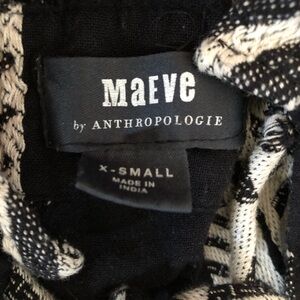 Maeve
by ANTHROPOLOGIE
X-SMALL
MADE IN
INDIA